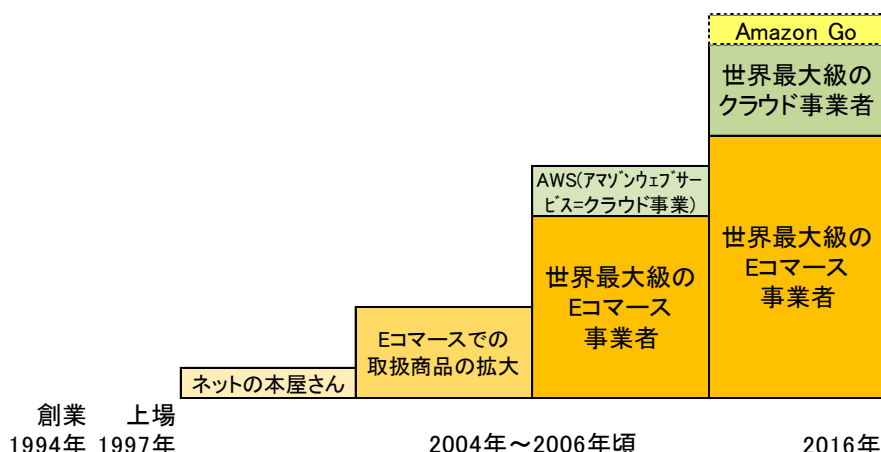 Amazon Go
世界最大級の
クラウド事業者
AWS(アマゾンウェブサー
ビス=クラウド事業)
世界最大級の
Eコマース
事業者
世界最大級の
Eコマース
事業者
Eコマースでの
取扱商品の拡大
ネットの本屋さん
創業 上場
1994年 1997年 2004年～2006年頃 2016年